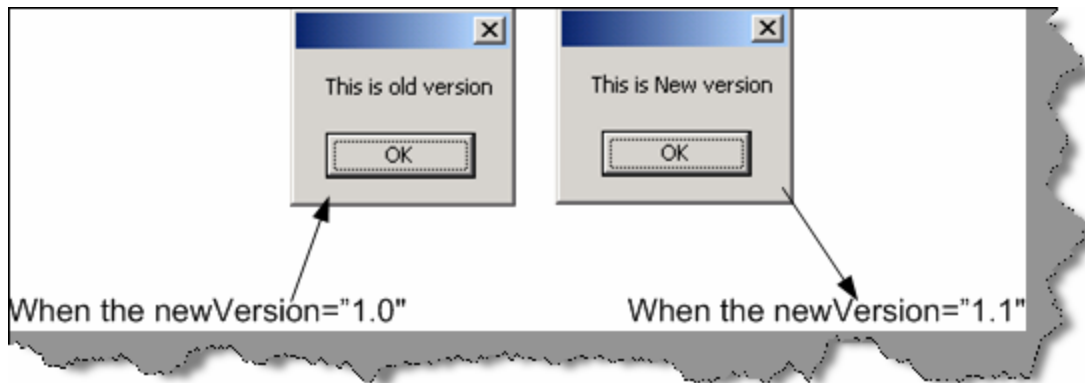 This is old version
OK
This is New version
OK
When the newVersion=”1.0"
When the newVersion=”1.1"